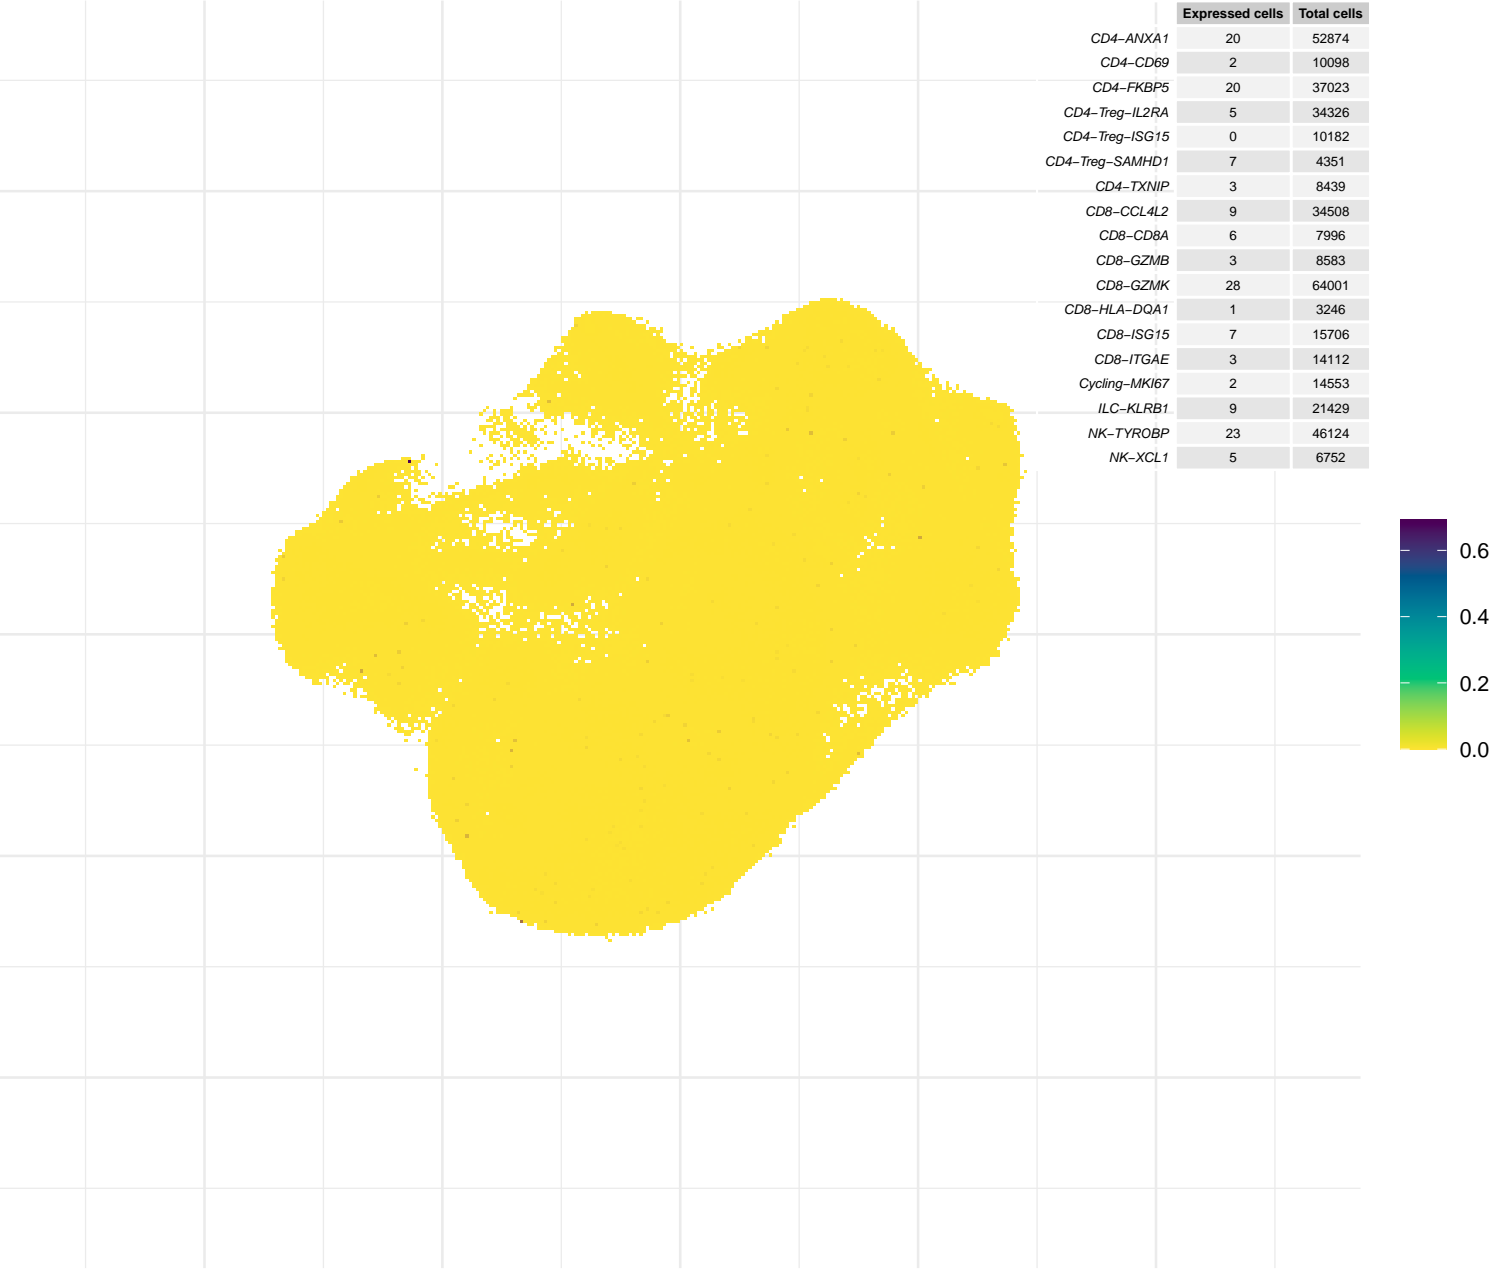 Expressed cells Total cells
CD4−ANXA1 20 52874
CD4−CD69 2 10098
CD4−FKBP5 20 37023
CD4−Treg−IL2RA 5 34326
CD4−Treg−ISG15 0 10182
CD4−Treg−SAMHD1 7 4351
CD4−TXNIP 3 8439
CD8−CCL4L2 9 34508
CD8−CD8A 6 7996
CD8−GZMB 3 8583
CD8−GZMK 28 64001
CD8−HLA−DQA1 1 3246
CD8−ISG15 7 15706
CD8−ITGAE 3 14112
Cycling−MKI67 2 14553
ILC−KLRB1 9 21429
NK−TYROBP 23 46124
NK−XCL1 5 6752
0.6
0.4
0.2
0.0